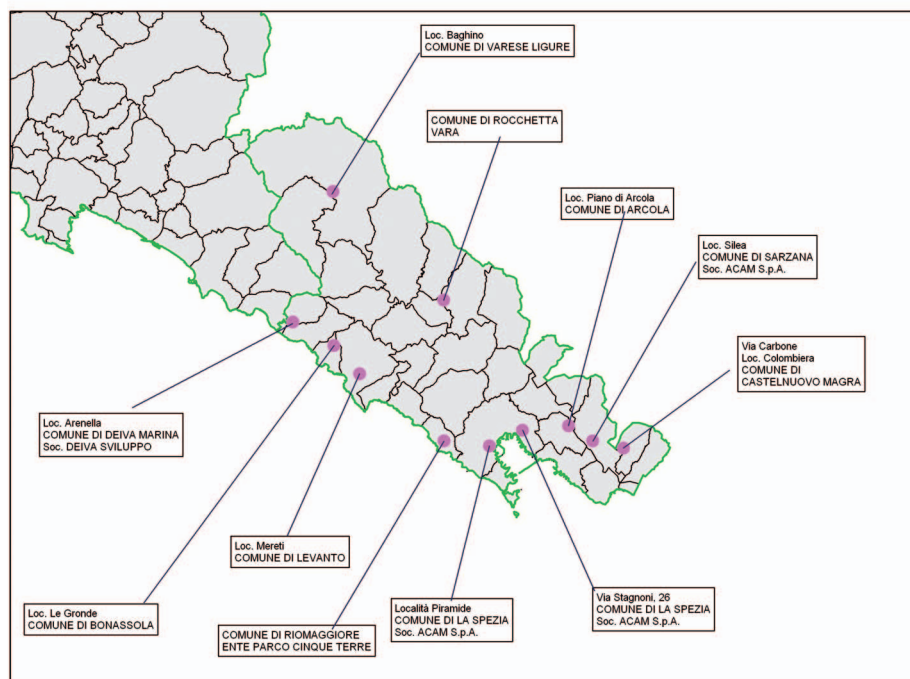 Loc. Baghino
COMUNE DI VARESE LIGURE
COMUNE DI ROCCHETTA
VARA
Loc. Piano di Arcola
COMUNE DI ARCOLA
Loc. Silea
COMUNE DI SARZANA
Soc. ACAM S.p.A.
Via Carbone
Loc. Colombiera
COMUNE DI
CASTELNUOVO MAGRA
Loc. Arenella
COMUNE DI DEIVA MARINA
Soc. DEIVA SVILUPPO
Loc. Mereti
COMUNE DI LEVANTO
Loc. Le Gronde
COMUNE DI BONASSOLA
COMUNE DI RIOMAGGIORE
ENTE PARCO CINQUE TERRE
Località Piramide
COMUNE DI LA SPEZIA
Soc. ACAM S.p.A.
Via Stagnoni, 26
COMUNE DI LA SPEZIA
Soc. ACAM S.p.A.